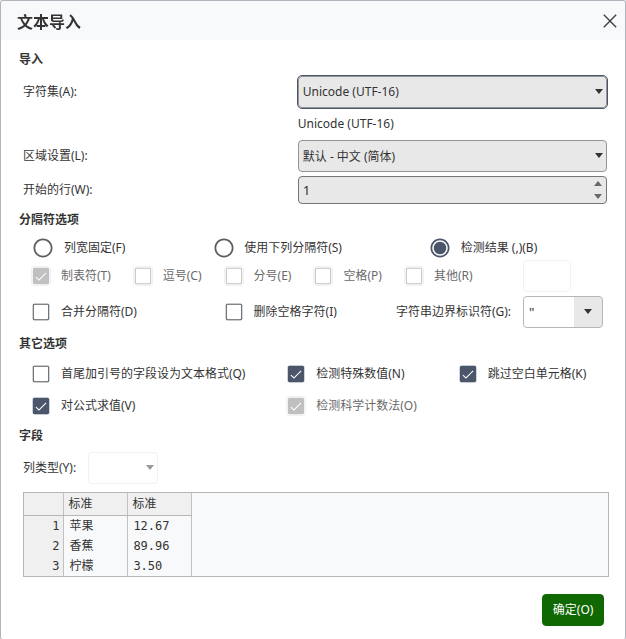 文本导入
导入
字符集(A): Unicode (UTF-16)
Unicode (UTF-16)
区域设置(L): 默认 - 中文 (简体)
开始的行(W): 1
分隔符选项
列宽固定(F) 使用下列分隔符(S) 检测结果 (,)(B)
制表符(T) 逗号(C) 分号(E) 空格(P) 其他(R)
合并分隔符(D) 删除空格字符(I) 字符串边界标识符(G): "
其它选项
首尾加引号的字段设为文本格式(Q) 检测特殊数值(N) 跳过空白单元格(K)
对公式求值(V) 检测科学计数法(O)
字段
列类型(Y):
标准 标准
1 苹果 12.67
2 香蕉 89.96
3 柠檬 3.50
确定(O)